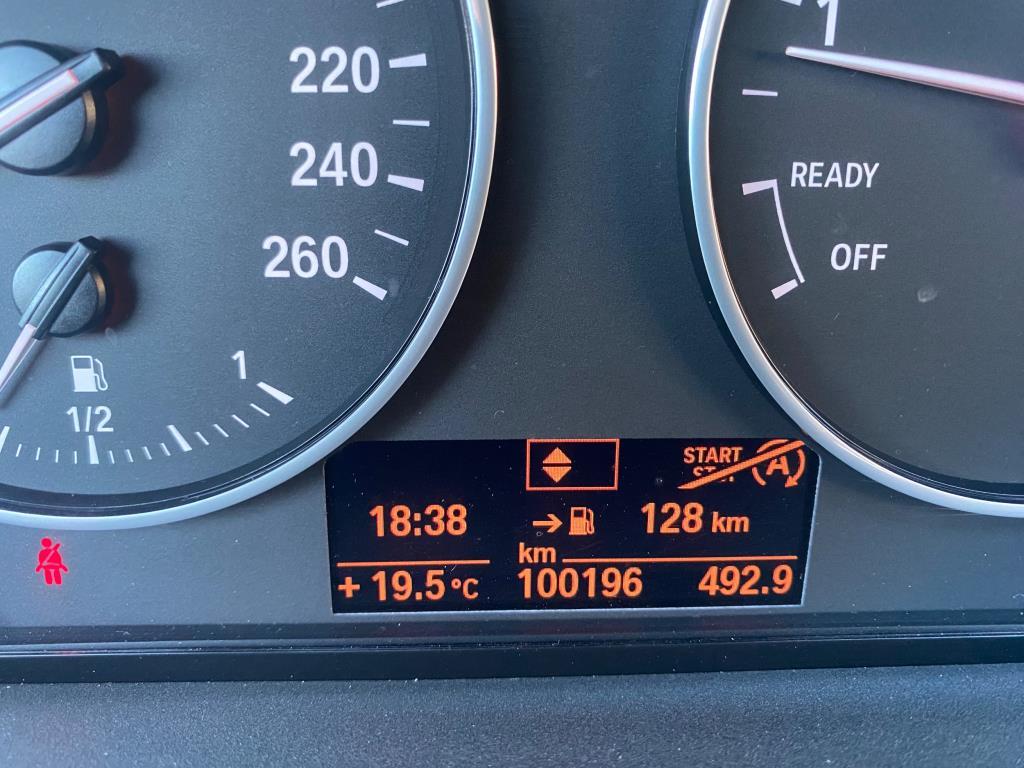 220
240
260
1
1/2
1
READY
OFF
START
18:38
128 km
km
+ 19.5 °C
100196
492.9